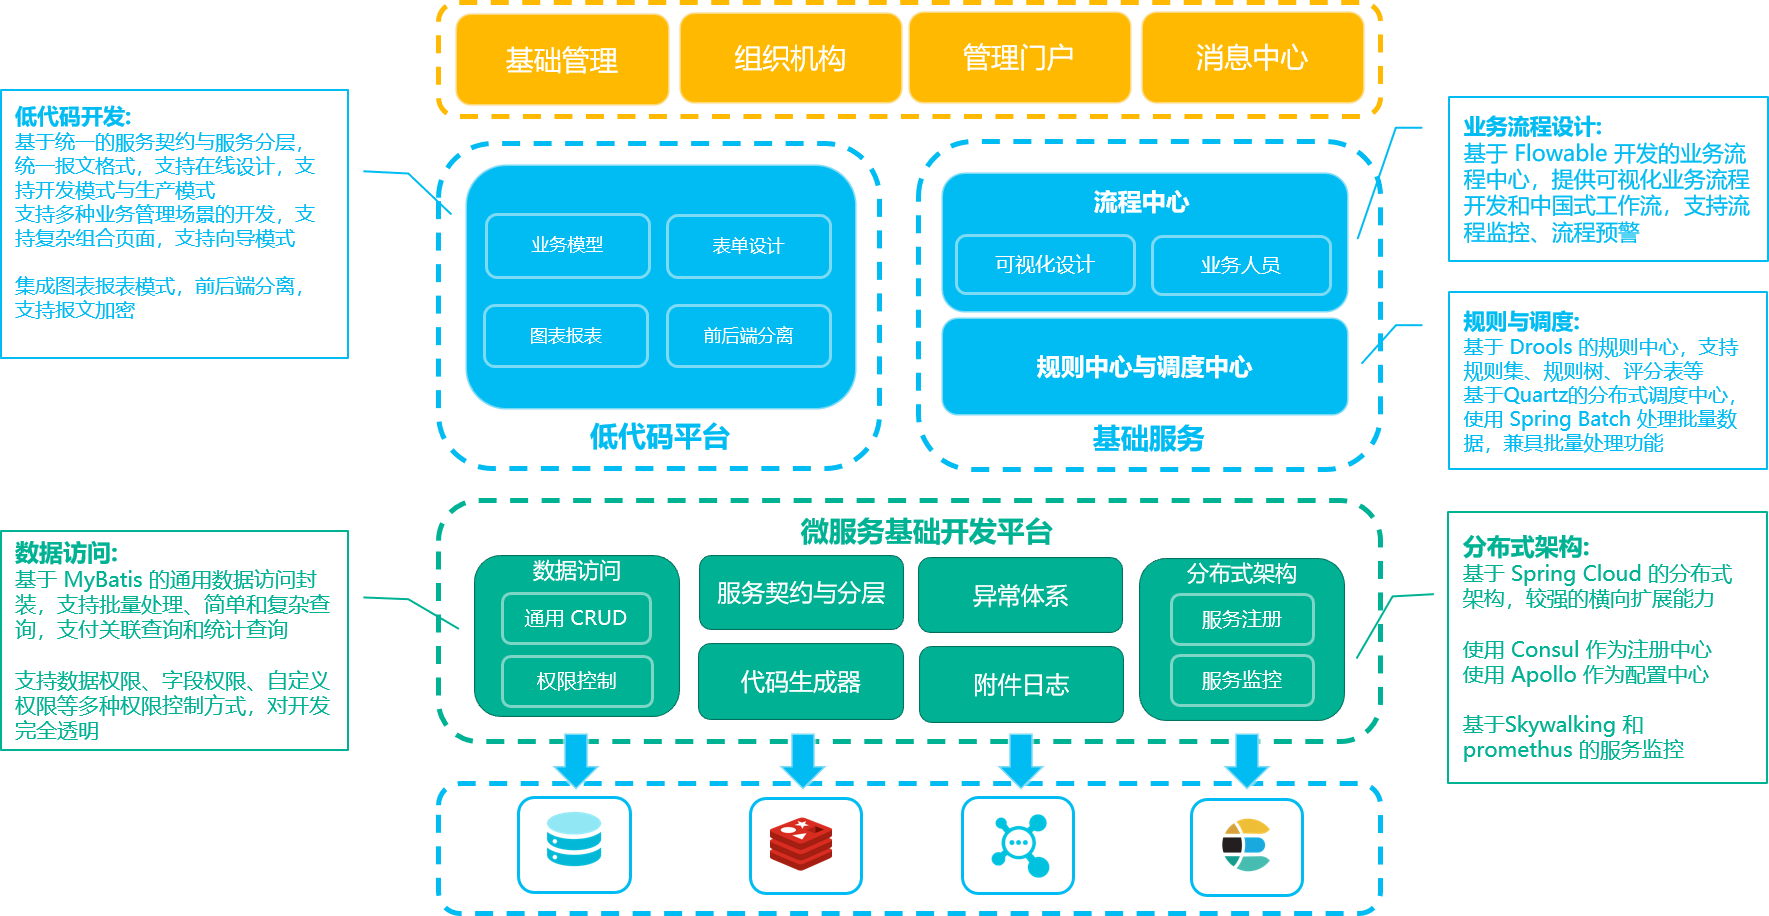 基础管理
组织机构
管理门户
消息中心
低代码开发:
基于统一的服务契约与服务分层,
统一报文格式，支持在线设计，支
持开发模式与生产模式
支持多种业务管理场景的开发，支
持复杂组合页面，支持向导模式
集成图表报表模式，前后端分离，
支持报文加密
业务模型
表单设计
图表报表
前后端分离
低代码平台
流程中心
可视化设计
业务人员
规则中心与调度中心
基础服务
业务流程设计:
基于 Flowable 开发的业务流
程中心，提供可视化业务流程
开发和中国式工作流，支持流
程监控、流程预警
规则与调度:
基于 Drools 的规则中心，支持
规则集、规则树、评分表等
基于Quartz的分布式调度中心，
使用 Spring Batch 处理批量数
据，兼具批量处理功能
数据访问:
基于 MyBatis 的通用数据访问封
装，支持批量处理、简单和复杂查
询，支付关联查询和统计查询
支持数据权限、字段权限、自定义
权限等多种权限控制方式，对开发
完全透明
微服务基础开发平台
数据访问
通用 CRUD
权限控制
服务契约与分层
代码生成器
异常体系
附件日志
分布式架构
服务注册
服务监控
分布式架构:
基于 Spring Cloud 的分布式
架构，较强的横向扩展能力
使用 Consul 作为注册中心
使用 Apollo 作为配置中心
基于Skywalking 和
promethus 的服务监控